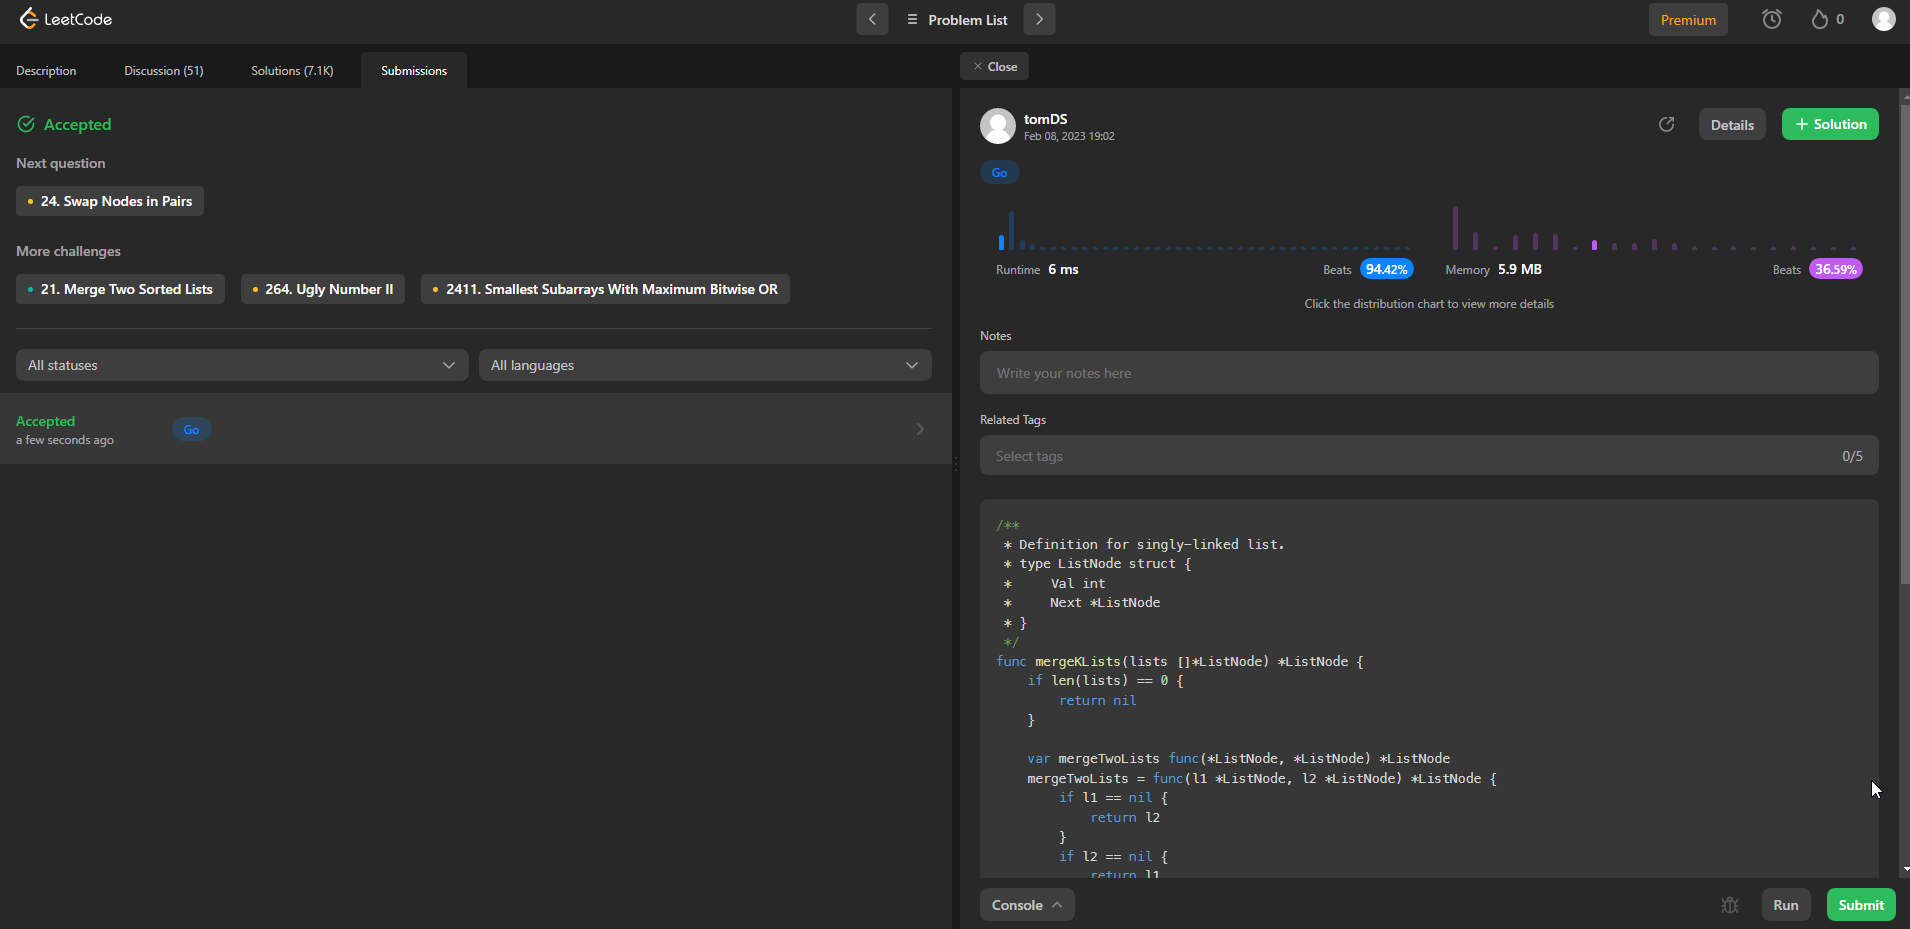 LeetCode
Problem List
Premium
0
Description
Discussion (51)
Solutions (7.1K)
Submissions
Close
Accepted
Next question
24. Swap Nodes in Pairs
More challenges
21. Merge Two Sorted Lists
264. Ugly Number II
2411. Smallest Subarrays With Maximum Bitwise OR
All statuses
All languages
Accepted
a few seconds ago
Go
tomDS
Feb 08, 2023 19:02
Details
+ Solution
Go
Runtime 6 ms
Beats 94.42%
Memory 5.9 MB
Beats 36.59%
Click the distribution chart to view more details
Notes
Write your notes here
Related Tags
Select tags
0/5
/**
 * Definition for singly-linked list.
 * type ListNode struct {
 *     Val int
 *     Next *ListNode
 * }
 */
func mergeKLists(lists []*ListNode) *ListNode {
    if len(lists) == 0 {
        return nil
    }
    var mergeTwoLists func(*ListNode, *ListNode) *ListNode
    mergeTwoLists = func(l1 *ListNode, l2 *ListNode) *ListNode {
        if l1 == nil {
            return l2
        }
        if l2 == nil {
            return l1
Console
Run
Submit